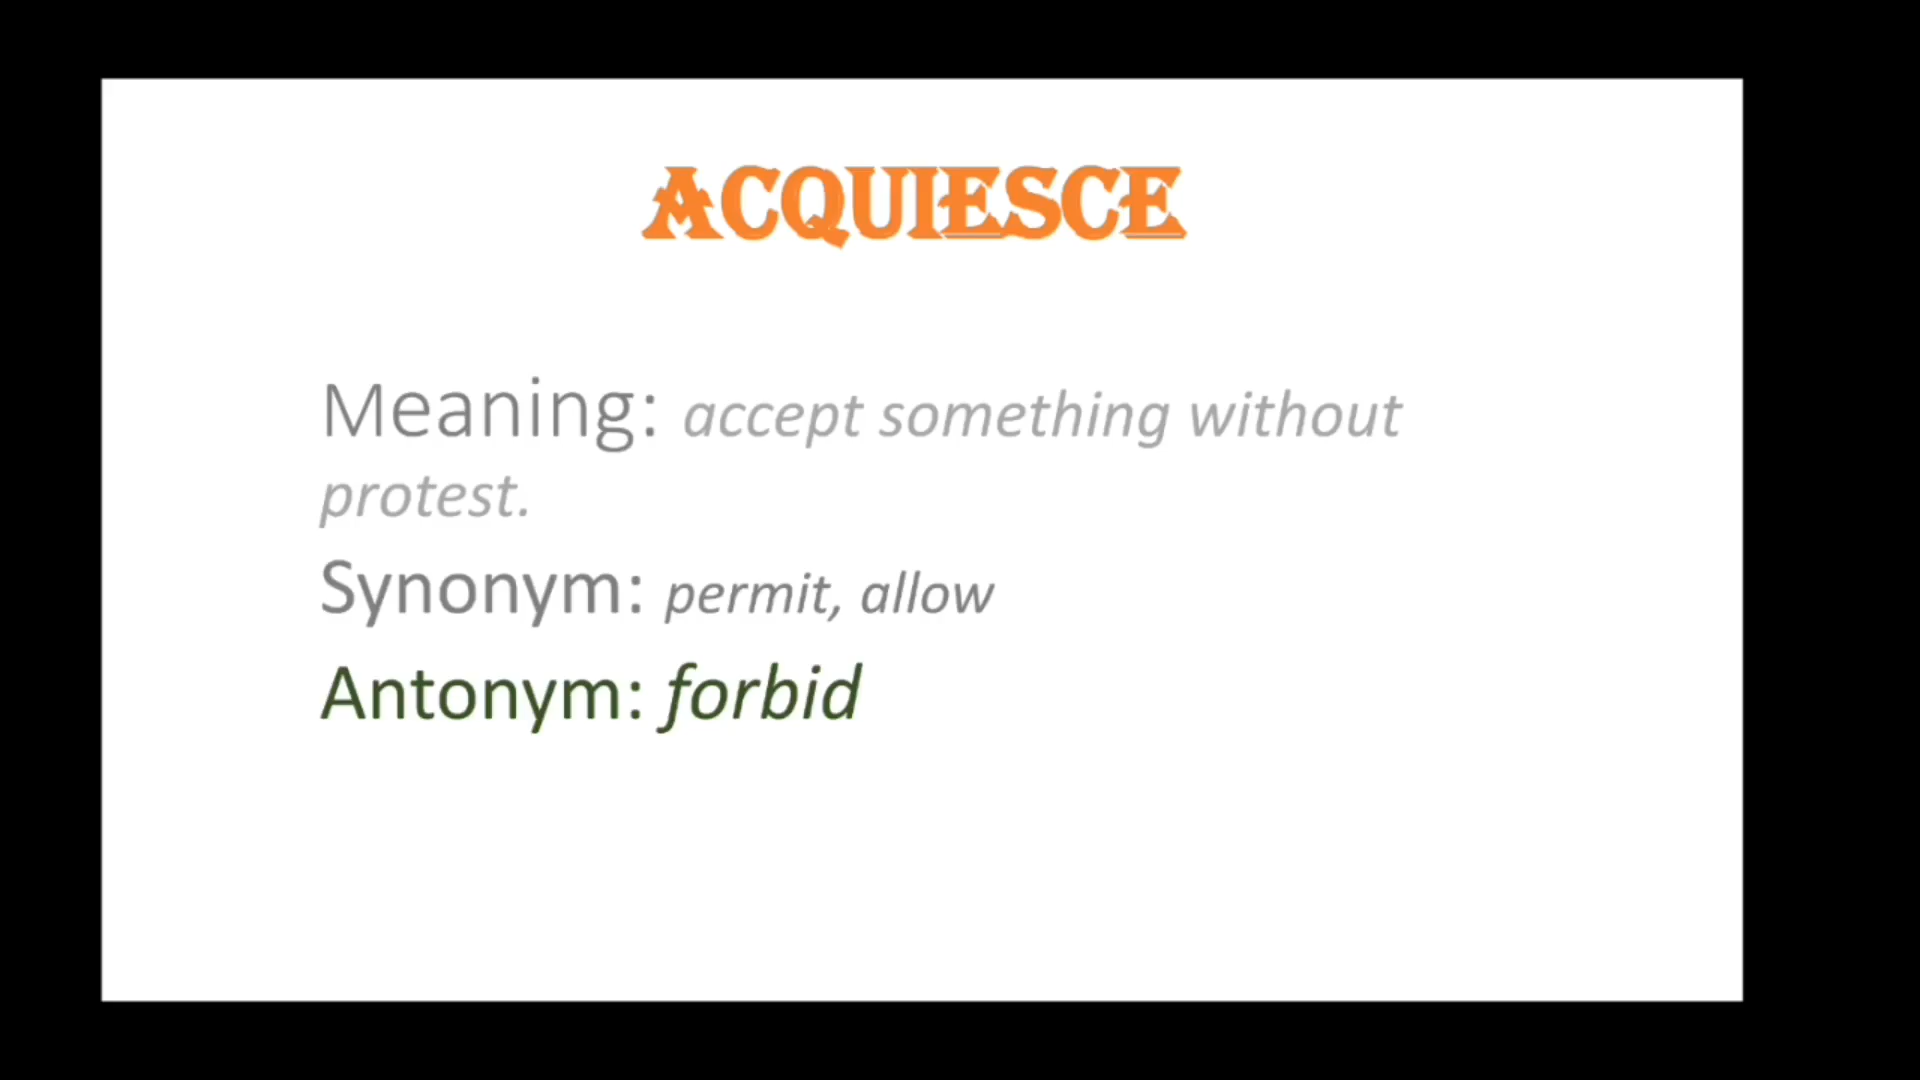 ACQUIESCE
Meaning: accept something without
protest.
Synonym: permit, allow
Antonym: forbid